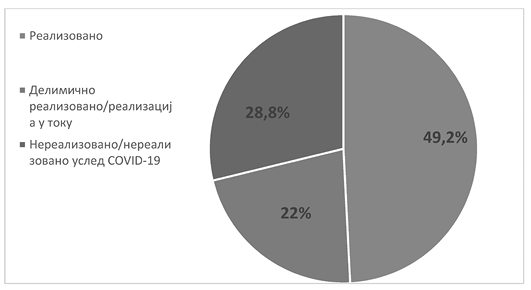 Реализовано
Делимично
реализовано/реализациј
а у току
Нереализовано/нереали
зовано услед COVID-19
28,8%
49,2%
22%